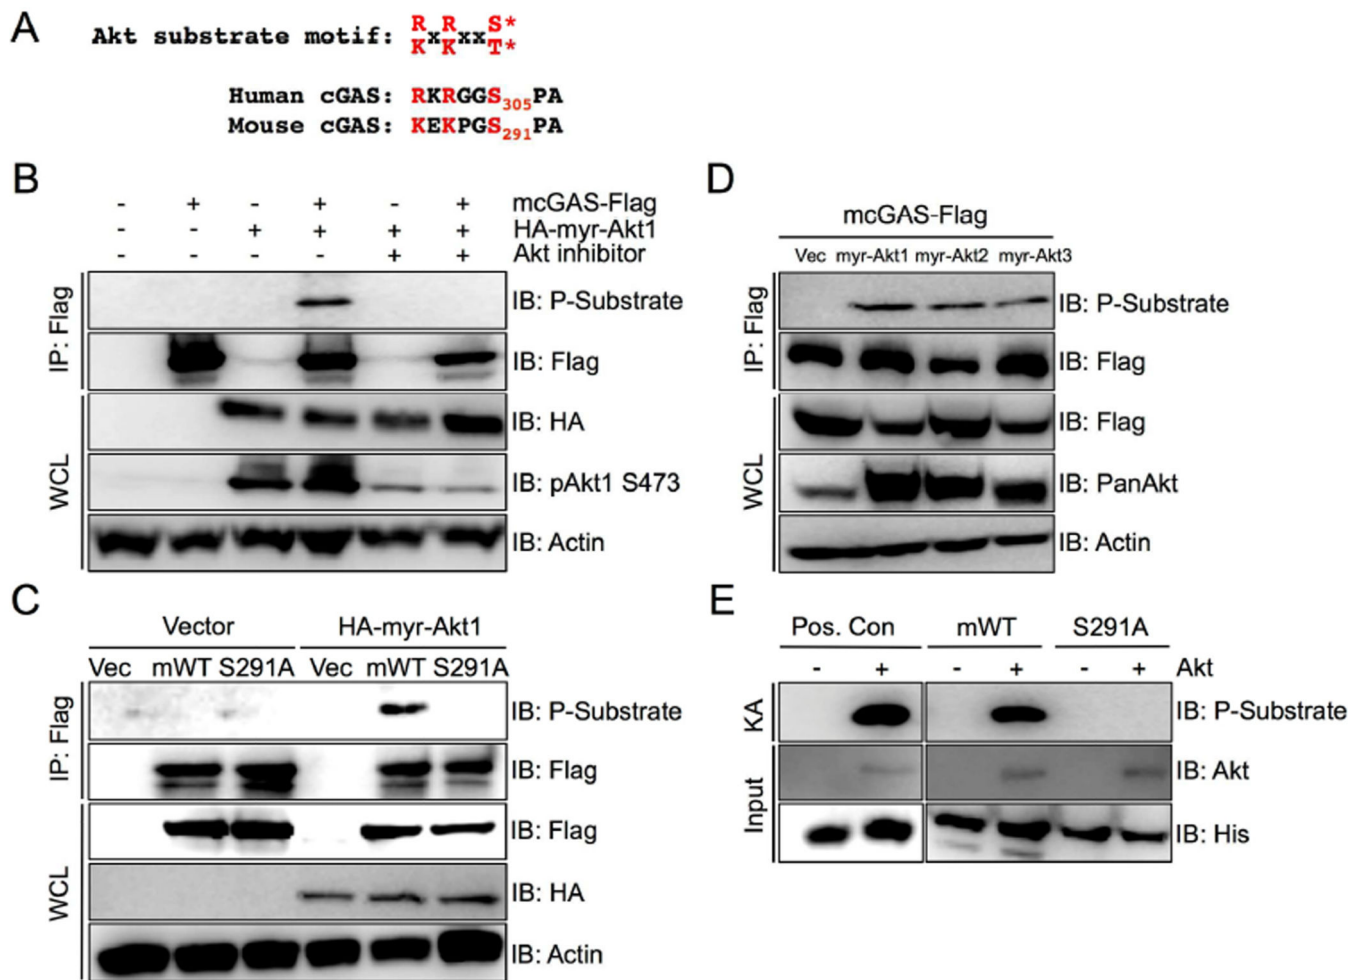 A
Akt substrate motif: R K x R K x x S* T*
Human cGAS: RKRGGS305PA
Mouse cGAS: KEKPGS291PA
B
- + - + - + mcGAS-Flag
- - + + + + HA-myr-Akt1
- - - - + + Akt inhibitor
IP: Flag
IB: P-Substrate
IB: Flag
WCL
IB: HA
IB: pAkt1 S473
IB: Actin
C
Vector HA-myr-Akt1
Vec mWT S291A Vec mWT S291A
IP: Flag
IB: P-Substrate
IB: Flag
WCL
IB: Flag
IB: HA
IB: Actin
D
mcGAS-Flag
Vec myr-Akt1 myr-Akt2 myr-Akt3
IP: Flag
IB: P-Substrate
IB: Flag
WCL
IB: Flag
IB: PanAkt
IB: Actin
E
Pos. Con mWT S291A
- + - + - + Akt
KA
IB: P-Substrate
Input
IB: Akt
IB: His